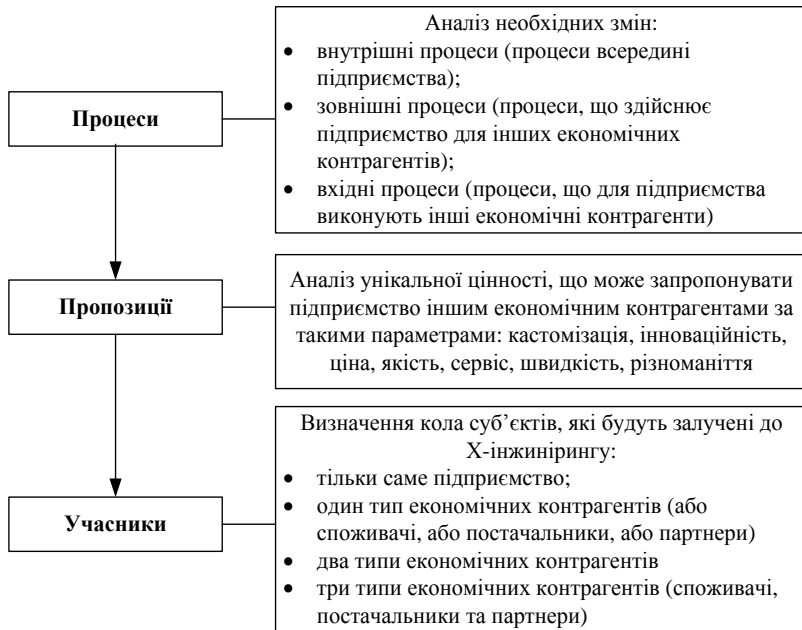 Аналіз необхідних змін:
• внутрішні процеси (процеси всередині
підприємства);
• зовнішні процеси (процеси, що здійснює
підприємство для інших економічних
контрагентів);
• вхідні процеси (процеси, що для підприємства
виконують інші економічні контрагенти)
Процеси
Пропозиції
Аналіз унікальної цінності, що може запропонувати
підприємство іншим економічним контрагентами за
такими параметрами: кастомізація, інноваційність,
ціна, якість, сервіс, швидкість, різноманіття
Визначення кола суб’єктів, які будуть залучені до
Х-інжинірингу:
• тільки саме підприємство;
• один тип економічних контрагентів (або
споживачі, або постачальники, або партнери)
• два типи економічних контрагентів
• три типи економічних контрагентів (споживачі,
постачальники та партнери)
Учасники